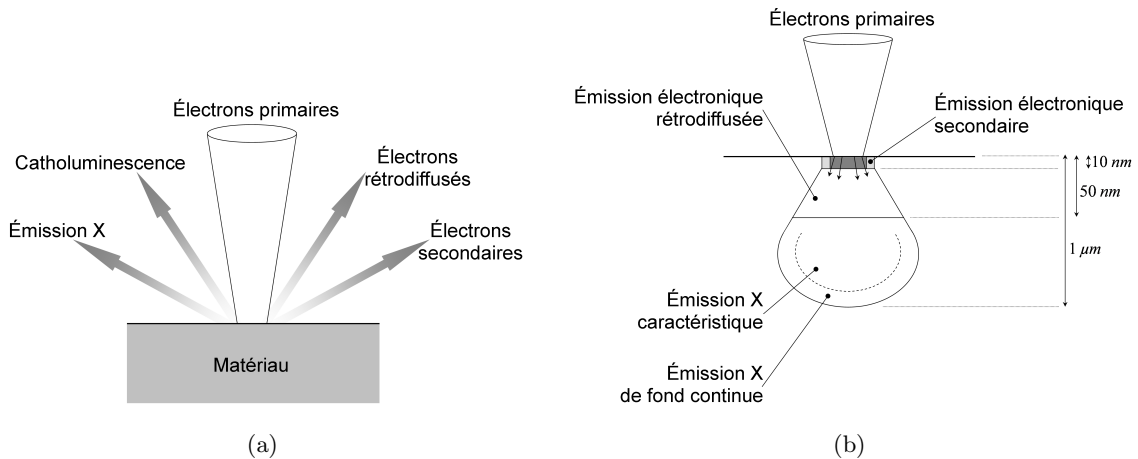 Électrons primaires
Catholuminescence
Électrons
rétrodiffusés
Émission X
Électrons
secondaires
Matériau
(a)
Électrons primaires
Émission électronique
rétrodiffusée
Émission électronique
secondaire
10 nm
50 nm
1 μm
Émission X
caractéristique
Émission X
de fond continue
(b)